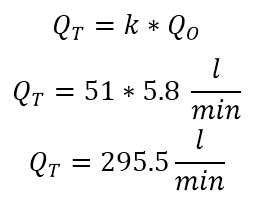 Q_T = k * Q_O
Q_T = 51 * 5.8 l/min
Q_T = 295.5 l/min